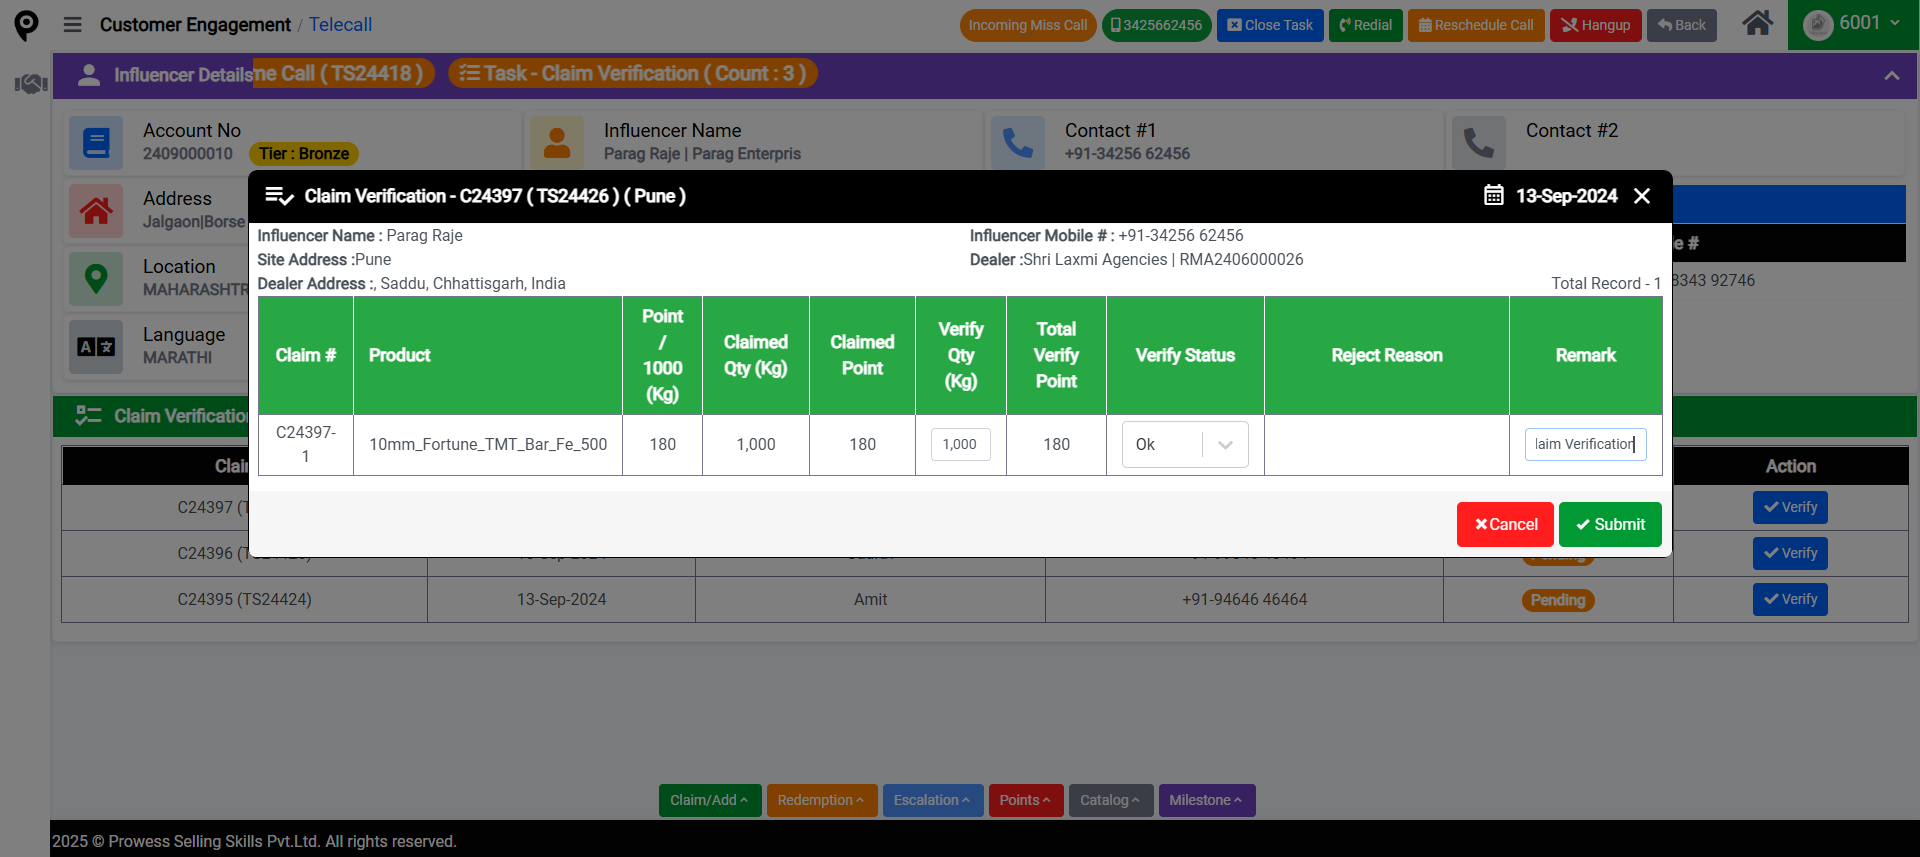 Customer Engagement / Telecall
Incoming Miss Call
3425662456
Close Task
Redial
Reschedule Call
Hangup
Back
6001
Influencer Details
me Call ( TS24418 )
Task - Claim Verification ( Count : 3 )
Account No
2409000010
Tier : Bronze
Influencer Name
Parag Raje | Parag Enterpris
Contact #1
+91-34256 62456
Contact #2
Address
Jalgaon|Borse
Location
MAHARASHTR
Language
MARATHI
e #
8343 92746
Claim Verification - C24397 ( TS24426 ) ( Pune )
13-Sep-2024
Influencer Name : Parag Raje
Influencer Mobile # : +91-34256 62456
Site Address :Pune
Dealer :Shri Laxmi Agencies | RMA2406000026
Dealer Address :, Saddu, Chhattisgarh, India
Total Record - 1
Claim #
Product
Point / 1000 (Kg)
Claimed Qty (Kg)
Claimed Point
Verify Qty (Kg)
Total Verify Point
Verify Status
Reject Reason
Remark
C24397-1
10mm_Fortune_TMT_Bar_Fe_500
180
1,000
180
1,000
180
Ok
laim Verification
Cancel
Submit
Claim Verification
Action
C24397 (T
Verify
C24396
Verify
C24395 (TS24424)
13-Sep-2024
Amit
+91-94646 46464
Pending
Verify
Claim/Add
Redemption
Escalation
Points
Catalog
Milestone
2025 © Prowess Selling Skills Pvt.Ltd. All rights reserved.